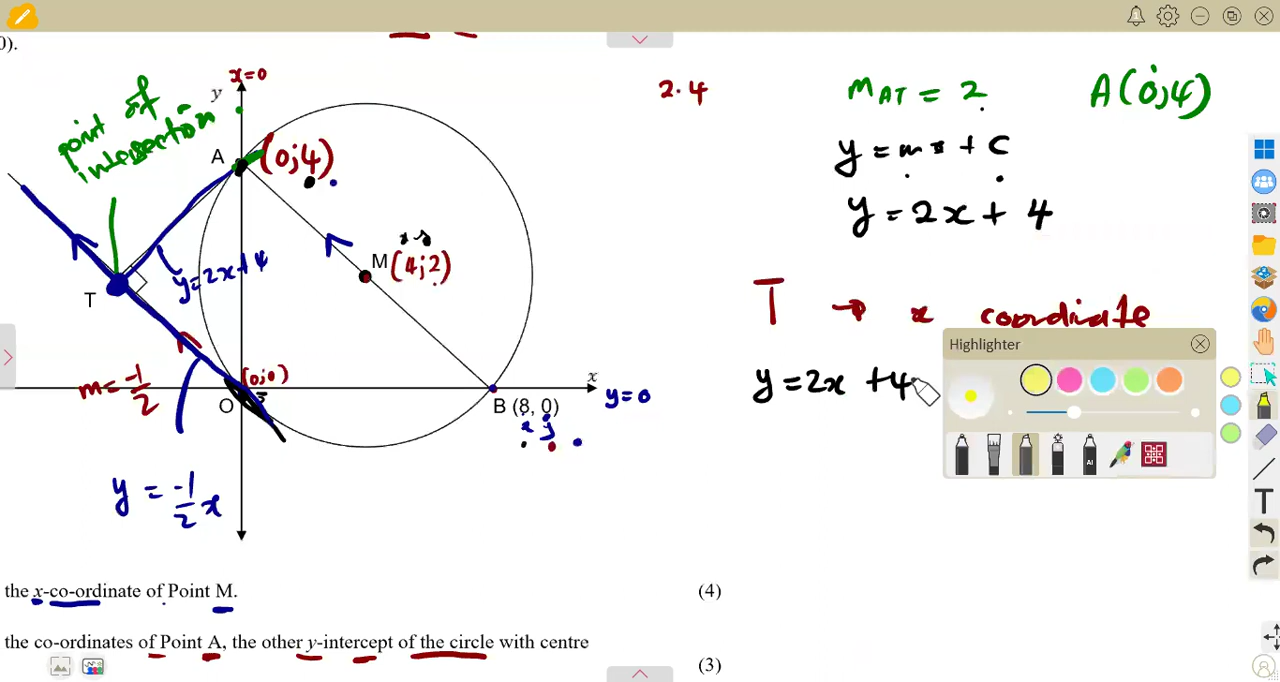 0).
x=0
y
point of
intersection
A
(0;4)
M (4;2)
y=2x+4
T
m=-1/2
(0;0)
O
x
B (8, 0)
x y
y=0
y = -1/2 x
2.4
mAT = 2
A(0;4)
y = mx + c
y = 2x + 4
T → x coordinate
y = 2x + 4
Highlighter
AI
T
the x-co-ordinate of Point M.
(4)
the co-ordinates of Point A, the other y-intercept of the circle with centre
(3)